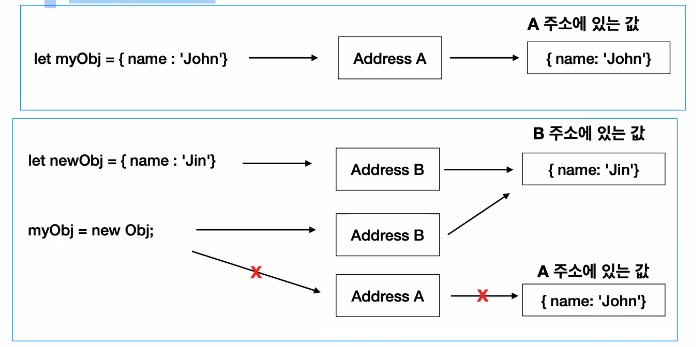 A 주소에 있는 값
let myObj = { name : 'John'}
Address A
{ name: 'John'}
B 주소에 있는 값
let newObj = { name : 'Jin'}
Address B
{ name: 'Jin'}
myObj = new Obj;
Address B
X
A 주소에 있는 값
Address A
X
{ name: 'John'}